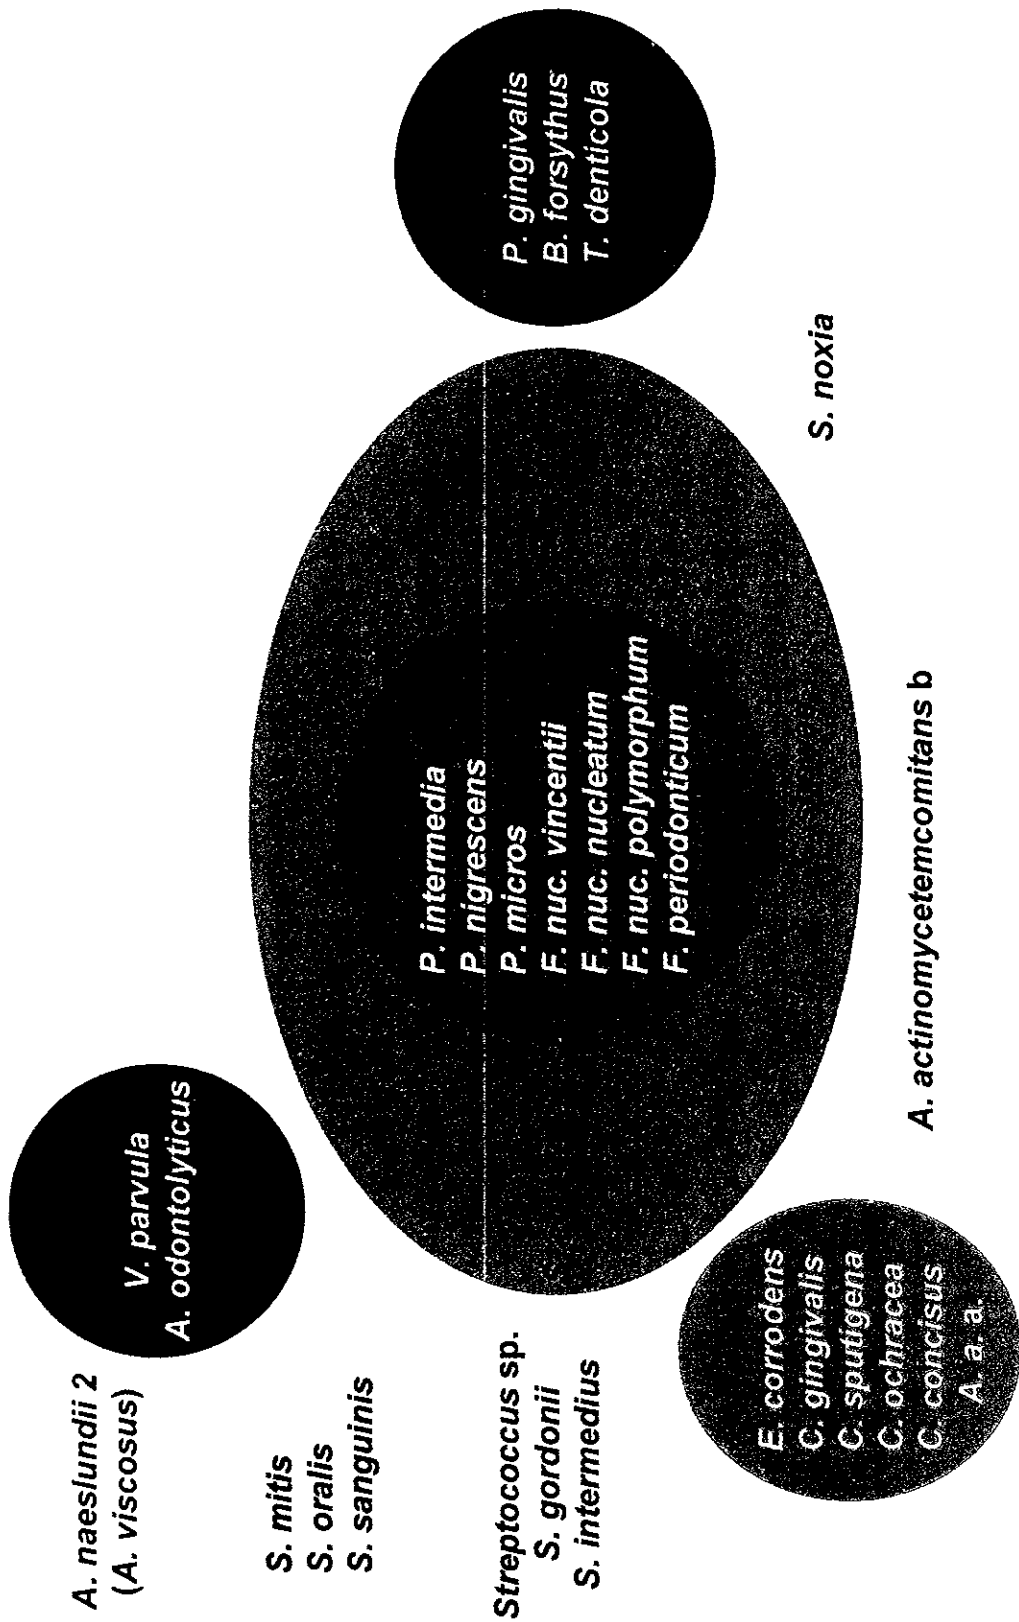 A. naeslundii 2
(A. viscosus)
V. parvula
A. odontolyticus
S. mitis
S. oralis
S. sanguinis
Streptococcus sp.
S. gordonii
S. intermedius
P. intermedia
P. nigrescens
P. micros
F. nuc. vincentii
F. nuc. nucleatum
F. nuc. polymorphum
F. periodonticum
P. gingivalis
B. forsythus
T. denticola
E. corrodens
C. gingivalis
C. sputigena
C. ochracea
C. concisus
A. a. a.
S. noxia
A. actinomycetemcomitans b